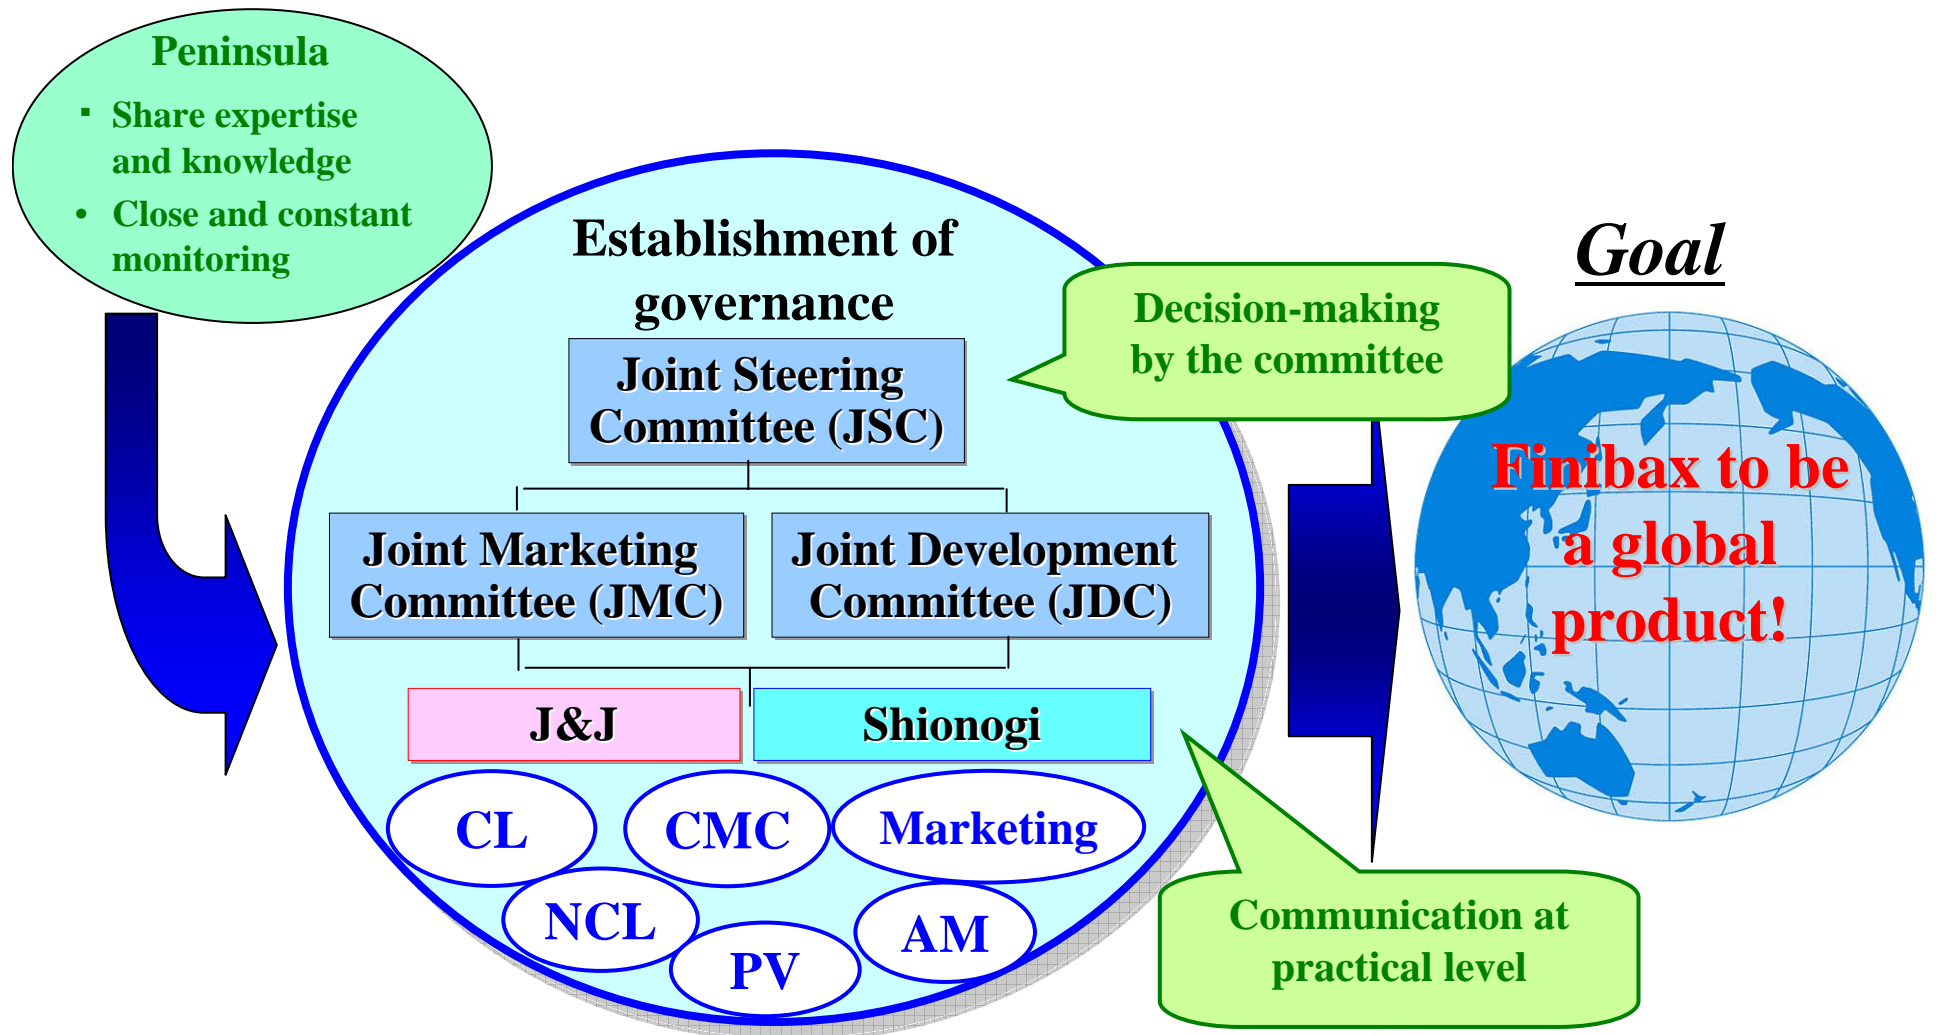 Peninsula
▪ Share expertise
and knowledge
• Close and constant
monitoring
Establishment of
governance
Joint Steering
Committee (JSC)
Decision-making
by the committee
Joint Marketing
Committee (JMC)
Joint Development
Committee (JDC)
J&J
Shionogi
CL
CMC
Marketing
NCL
PV
AM
Communication at
practical level
Goal
Finibax to be
a global
product!